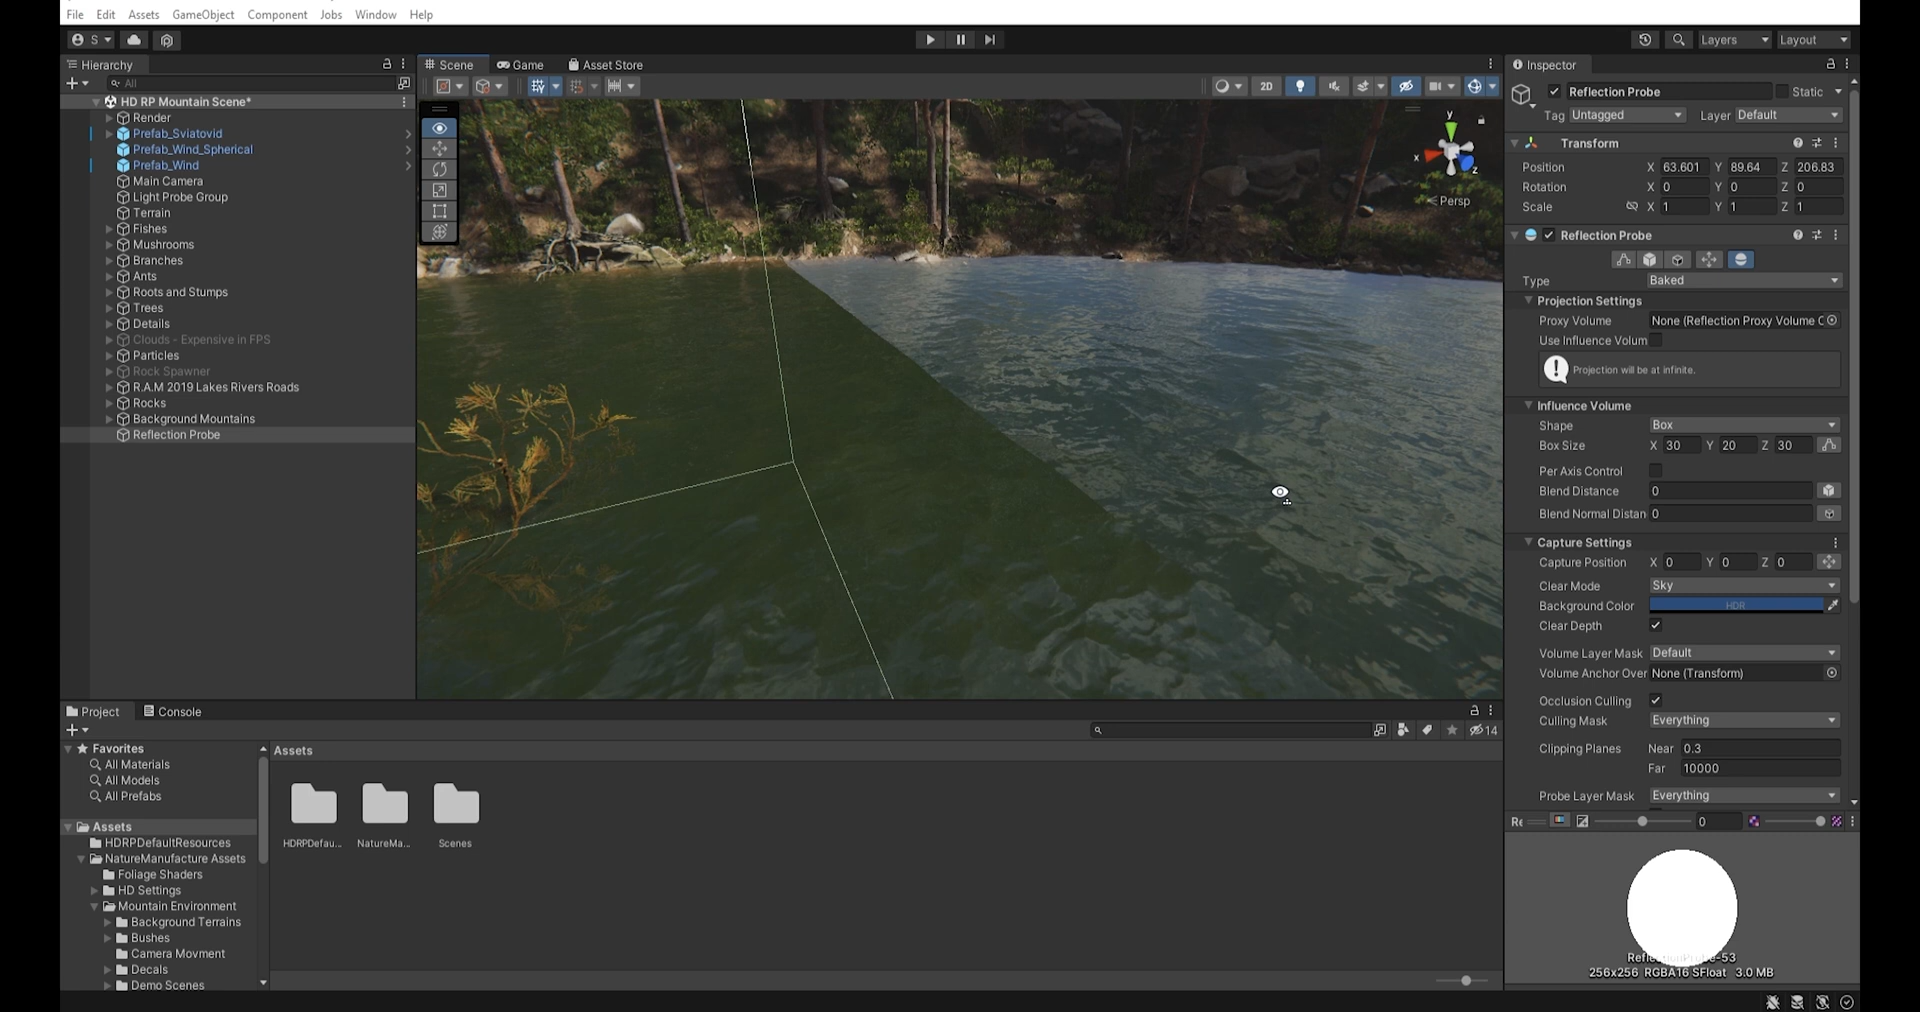 File Edit Assets GameObject Component Jobs Window Help
S Layers Layout
Hierarchy
All
HD RP Mountain Scene*
Render
Prefab_Sviatovid
Prefab_Wind_Spherical
Prefab_Wind
Main Camera
Light Probe Group
Terrain
Fishes
Mushrooms
Branches
Ants
Roots and Stumps
Trees
Details
Clouds - Expensive in FPS
Particles
Rock Spawner
R.A.M 2019 Lakes Rivers Roads
Rocks
Background Mountains
Reflection Probe
Scene Game Asset Store
2D
y
x
z
Persp
Inspector
Reflection Probe Static
Tag Untagged Layer Default
Transform
Position X 63.601 Y 89.64 Z 206.83
Rotation X 0 Y 0 Z 0
Scale X 1 Y 1 Z 1
Reflection Probe
Type Baked
Projection Settings
Proxy Volume None (Reflection Proxy Volume C
Use Influence Volum
Projection will be at infinite.
Influence Volume
Shape Box
Box Size X 30 Y 20 Z 30
Per Axis Control
Blend Distance 0
Blend Normal Distan 0
Capture Settings
Capture Position X 0 Y 0 Z 0
Clear Mode Sky
Background Color HDR
Clear Depth
Volume Layer Mask Default
Volume Anchor Over None (Transform)
Occlusion Culling
Culling Mask Everything
Clipping Planes Near 0.3
Far 10000
Probe Layer Mask Everything
Re 0
256x256 RGBA16 SFloat 3.0 MB
Project Console
14
Favorites
All Materials
All Models
All Prefabs
Assets
HDRPDefaultResources
NatureManufacture Assets
Foliage Shaders
HD Settings
Mountain Environment
Background Terrains
Bushes
Camera Movment
Decals
Demo Scenes
Assets
HDRPDefau... NatureMa... Scenes